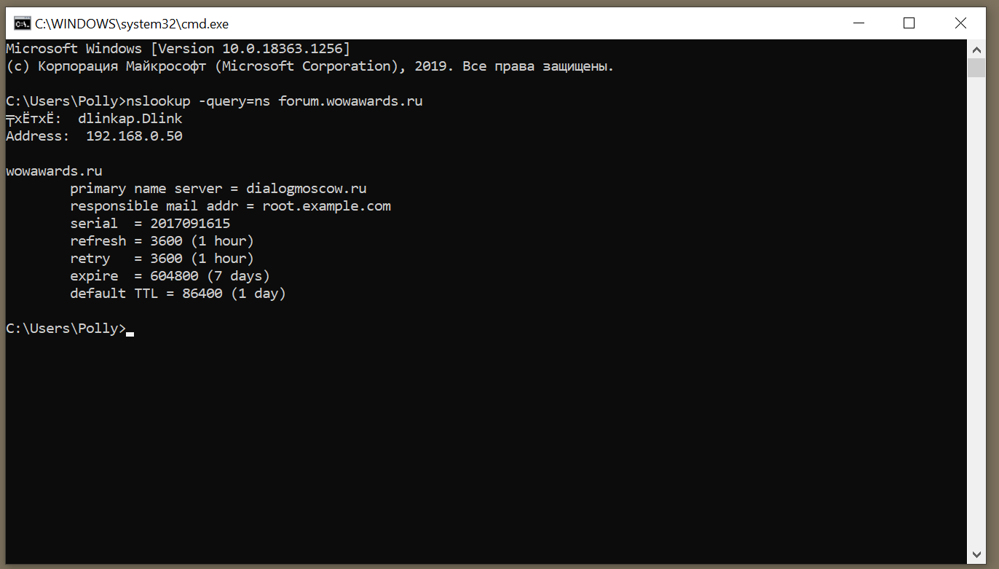 C:\WINDOWS\system32\cmd.exe
Microsoft Windows [Version 10.0.18363.1256]
(c) Корпорация Майкрософт (Microsoft Corporation), 2019. Все права защищены.
C:\Users\Polly>nslookup -query=ns forum.wowawards.ru
╤хЁтхЁ:  dlinkap.Dlink
Address:  192.168.0.50
wowawards.ru
primary name server = dialogmoscow.ru
responsible mail addr = root.example.com
serial  = 2017091615
refresh = 3600 (1 hour)
retry   = 3600 (1 hour)
expire  = 604800 (7 days)
default TTL = 86400 (1 day)
C:\Users\Polly>